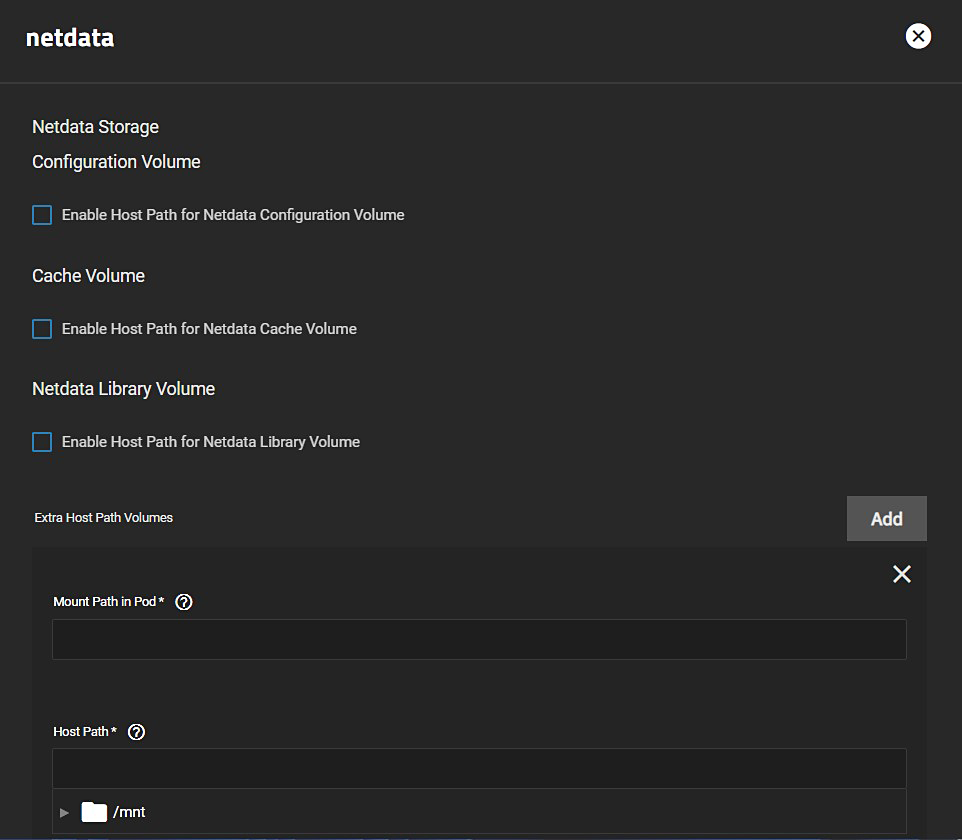 netdata
Netdata Storage
Configuration Volume
Enable Host Path for Netdata Configuration Volume
Cache Volume
Enable Host Path for Netdata Cache Volume
Netdata Library Volume
Enable Host Path for Netdata Library Volume
Extra Host Path Volumes
Add
Mount Path in Pod *
Host Path *
/mnt